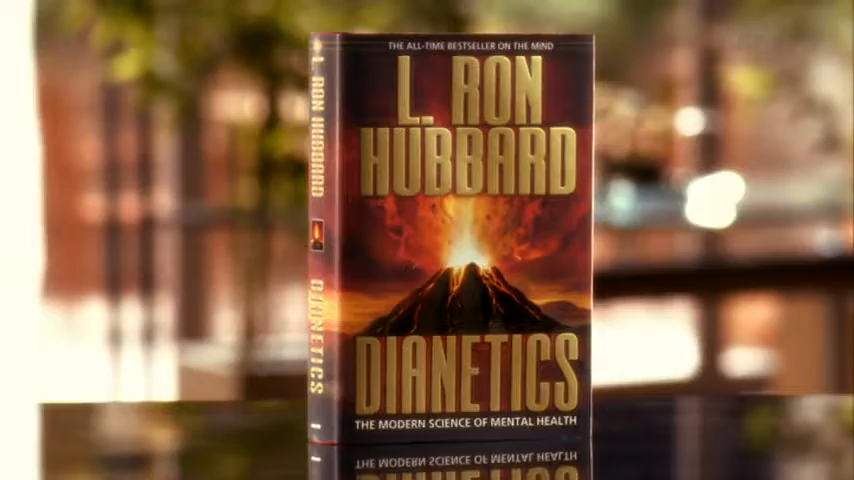 THE ALL-TIME BESTSELLER ON THE MIND
L. RON
HUBBARD
DIANETICS
THE MODERN SCIENCE OF MENTAL HEALTH
L. RON HUBBARD
DIANETICS
THE MODERN SCIENCE OF MENTAL HEALTH